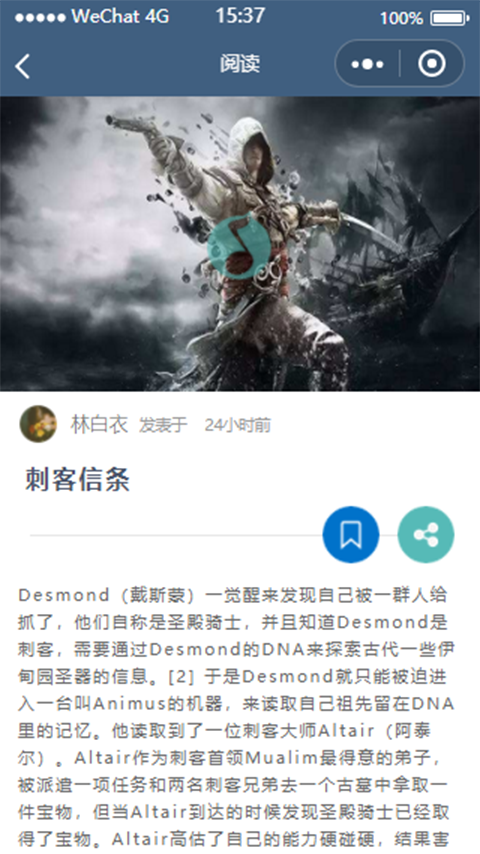 WeChat 4G 15:37 100%
阅读
林白衣 发表于 24小时前
刺客信条
Desmond（戴斯蒙）一觉醒来发现自己被一群人给
抓了，他们自称是圣殿骑士，并且知道Desmond是
刺客，需要通过Desmond的DNA来探索古代一些伊
甸园圣器的信息。[2] 于是Desmond就只能被迫进
入一台叫Animus的机器，来读取自己祖先留在DNA
里的记忆。他读取到了一位刺客大师Altair（阿泰
尔）。Altair作为刺客首领Mualim最得意的弟子，
被派遣一项任务和两名刺客兄弟去一个古墓中拿取一
件宝物，但当Altair到达的时候发现圣殿骑士已经取
得了宝物。Altair高估了自己的能力硬碰硬，结果害